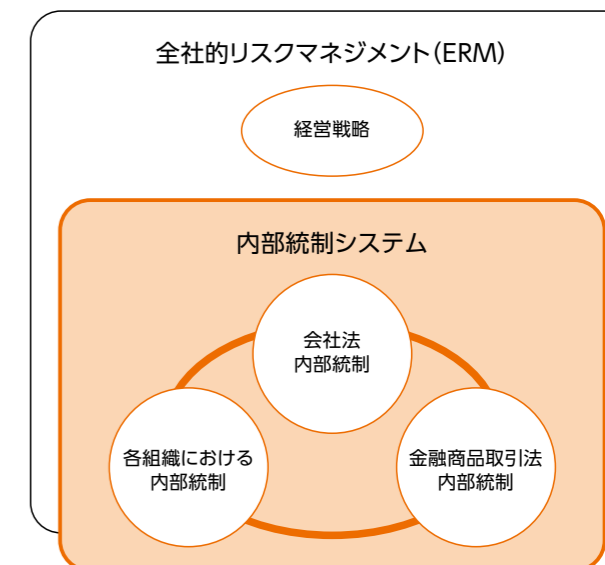 全社的リスクマネジメント（ERM）
経営戦略
内部統制システム
会社法
内部統制
各組織における
内部統制
金融商品取引法
内部統制